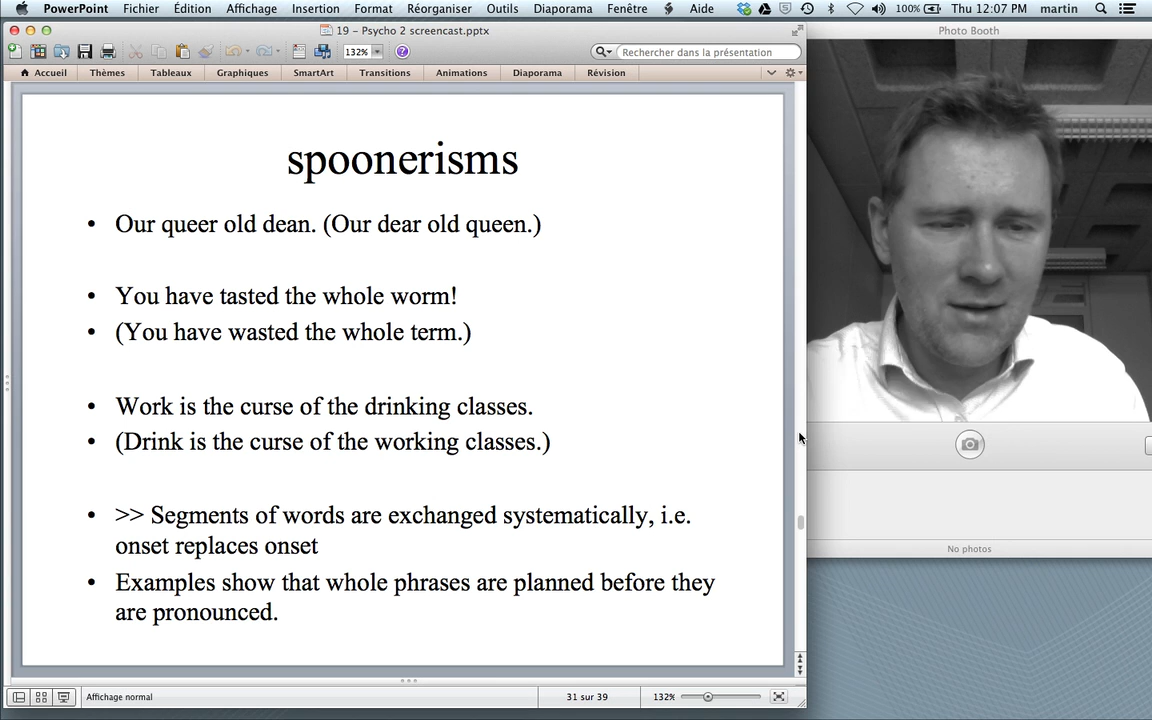 PowerPoint Fichier Édition Affichage Insertion Format Réorganiser Outils Diaporama Fenêtre Aide 100% Thu 12:07 PM martin
19 – Psycho 2 screencast.pptx
Photo Booth
132% Rechercher dans la présentation
Accueil Thèmes Tableaux Graphiques SmartArt Transitions Animations Diaporama Révision
spoonerisms
• Our queer old dean. (Our dear old queen.)
• You have tasted the whole worm!
• (You have wasted the whole term.)
• Work is the curse of the drinking classes.
• (Drink is the curse of the working classes.)
• >> Segments of words are exchanged systematically, i.e.
onset replaces onset
• Examples show that whole phrases are planned before they
are pronounced.
No photos
Affichage normal 31 sur 39 132%